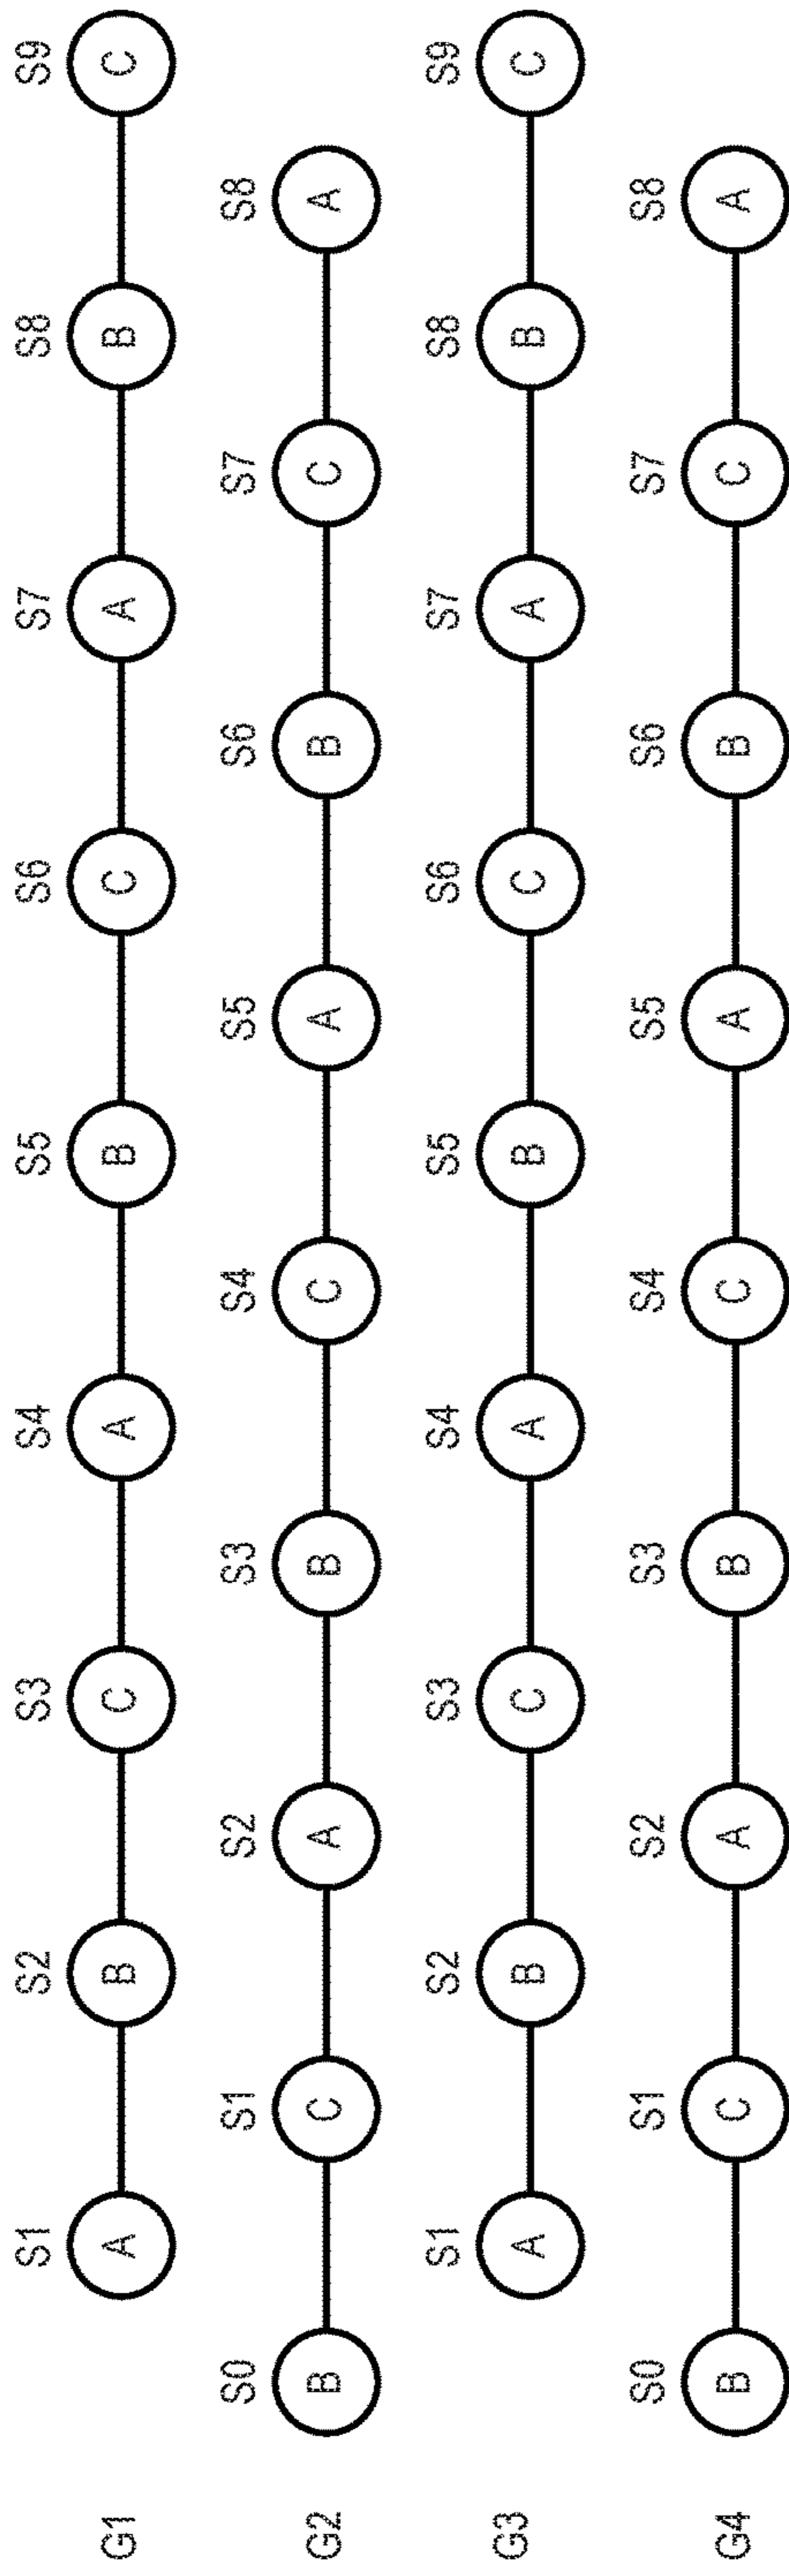 S1 S2 S3 S4 S5 S6 S7 S8 S9
G1 A B C A B C A B C
S0 S1 S2 S3 S4 S5 S6 S7 S8
G2 B C A B C A B C A
S1 S2 S3 S4 S5 S6 S7 S8 S9
G3 A B C A B C A B C
S0 S1 S2 S3 S4 S5 S6 S7 S8
G4 B C A B C A B C A